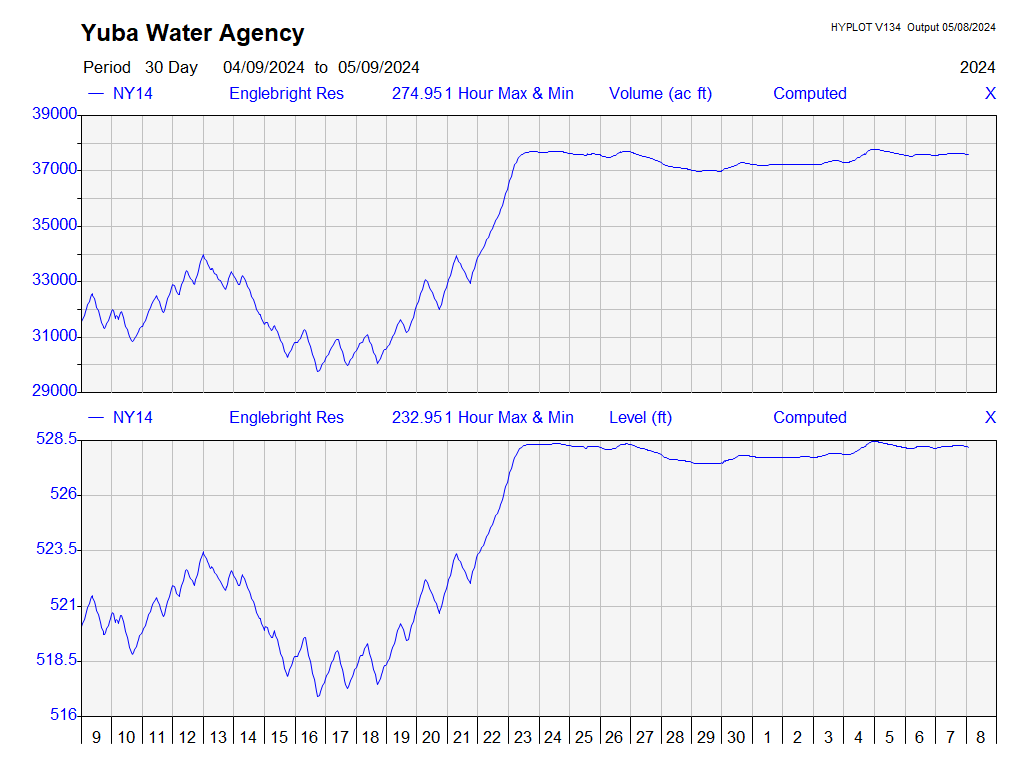 Yuba Water Agency
HYPLOT V134 Output 05/08/2024
Period 30 Day 04/09/2024 to 05/09/2024
2024
NY14 Englebright Res 274.951 Hour Max & Min Volume (ac ft) Computed X
39000
37000
35000
33000
31000
29000
NY14 Englebright Res 232.951 Hour Max & Min Level (ft) Computed X
528.5
526
523.5
521
518.5
516
9 10 11 12 13 14 15 16 17 18 19 20 21 22 23 24 25 26 27 28 29 30 1 2 3 4 5 6 7 8